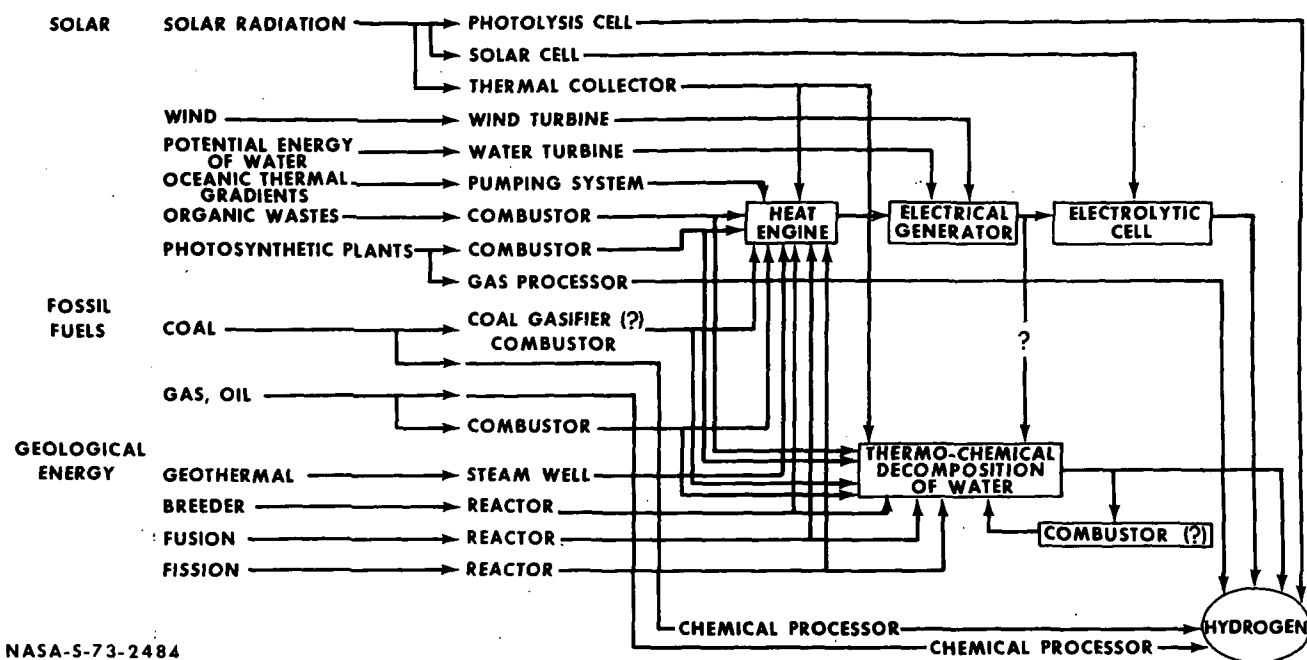 SOLAR SOLAR RADIATION PHOTOLYSIS CELL
SOLAR CELL
THERMAL COLLECTOR
WIND WIND TURBINE
POTENTIAL ENERGY
OF WATER
WATER TURBINE
OCEANIC THERMAL
GRADIENTS
PUMPING SYSTEM
ORGANIC WASTES COMBUSTOR
HEAT
ENGINE
ELECTRICAL
GENERATOR
ELECTROLYTIC
CELL
PHOTOSYNTHETIC PLANTS COMBUSTOR
GAS PROCESSOR
FOSSIL
FUELS
COAL COAL GASIFIER (?)
COMBUSTOR
?
GAS, OIL
COMBUSTOR
GEOLOGICAL
ENERGY
THERMO-CHEMICAL
DECOMPOSITION
OF WATER
GEOTHERMAL STEAM WELL
BREEDER REACTOR
COMBUSTOR (?)
FUSION REACTOR
FISSION REACTOR
CHEMICAL PROCESSOR
HYDROGEN
CHEMICAL PROCESSOR
NASA-S-73-2484